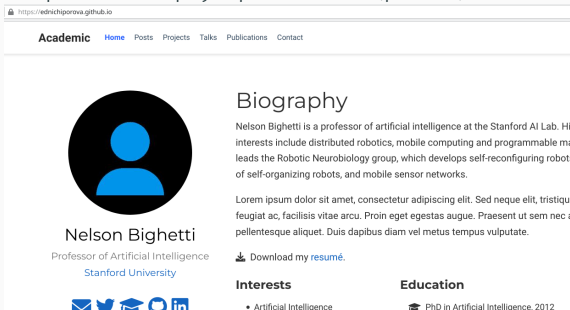 https://ednichiporova.github.io
Academic Home Posts Projects Talks Publications Contact
Biography
Nelson Bighetti is a professor of artificial intelligence at the Stanford AI Lab.
interests include distributed robotics, mobile computing and programmable
leads the Robotic Neurobiology group, which develops self-reconfiguring
of self-organizing robots, and mobile sensor networks.
Lorem ipsum dolor sit amet, consectetur adipiscing elit. Sed neque elit,
feugiat ac, facilisis vitae arcu. Proin eget egestas augue. Praesent ut sem nec
pellentesque aliquet. Duis dapibus diam vel metus tempus vulputate.
Download my resumé.
Nelson Bighetti
Professor of Artificial Intelligence
Stanford University
Interests
Artificial Intelligence
Education
PhD in Artificial Intelligence, 2012